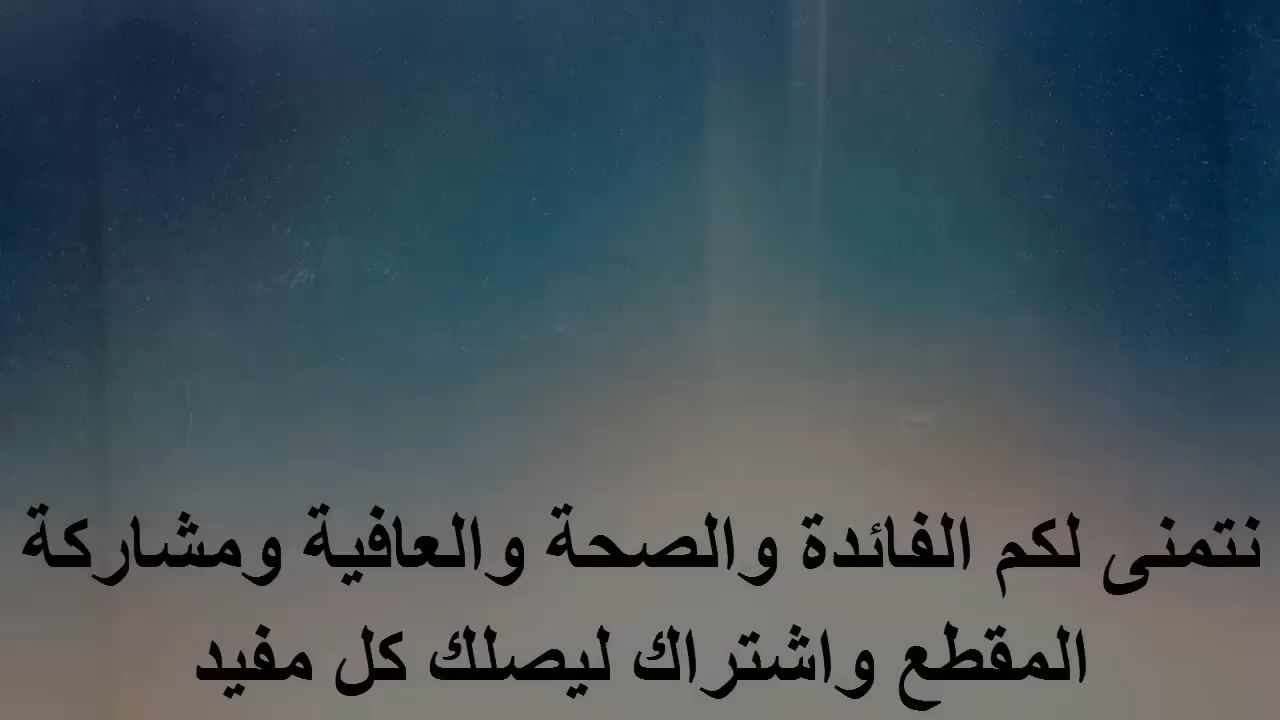 نتمنى لكم الفائدة والصحة والعافية ومشاركة
المقطع واشتراك ليصلك كل مفيد